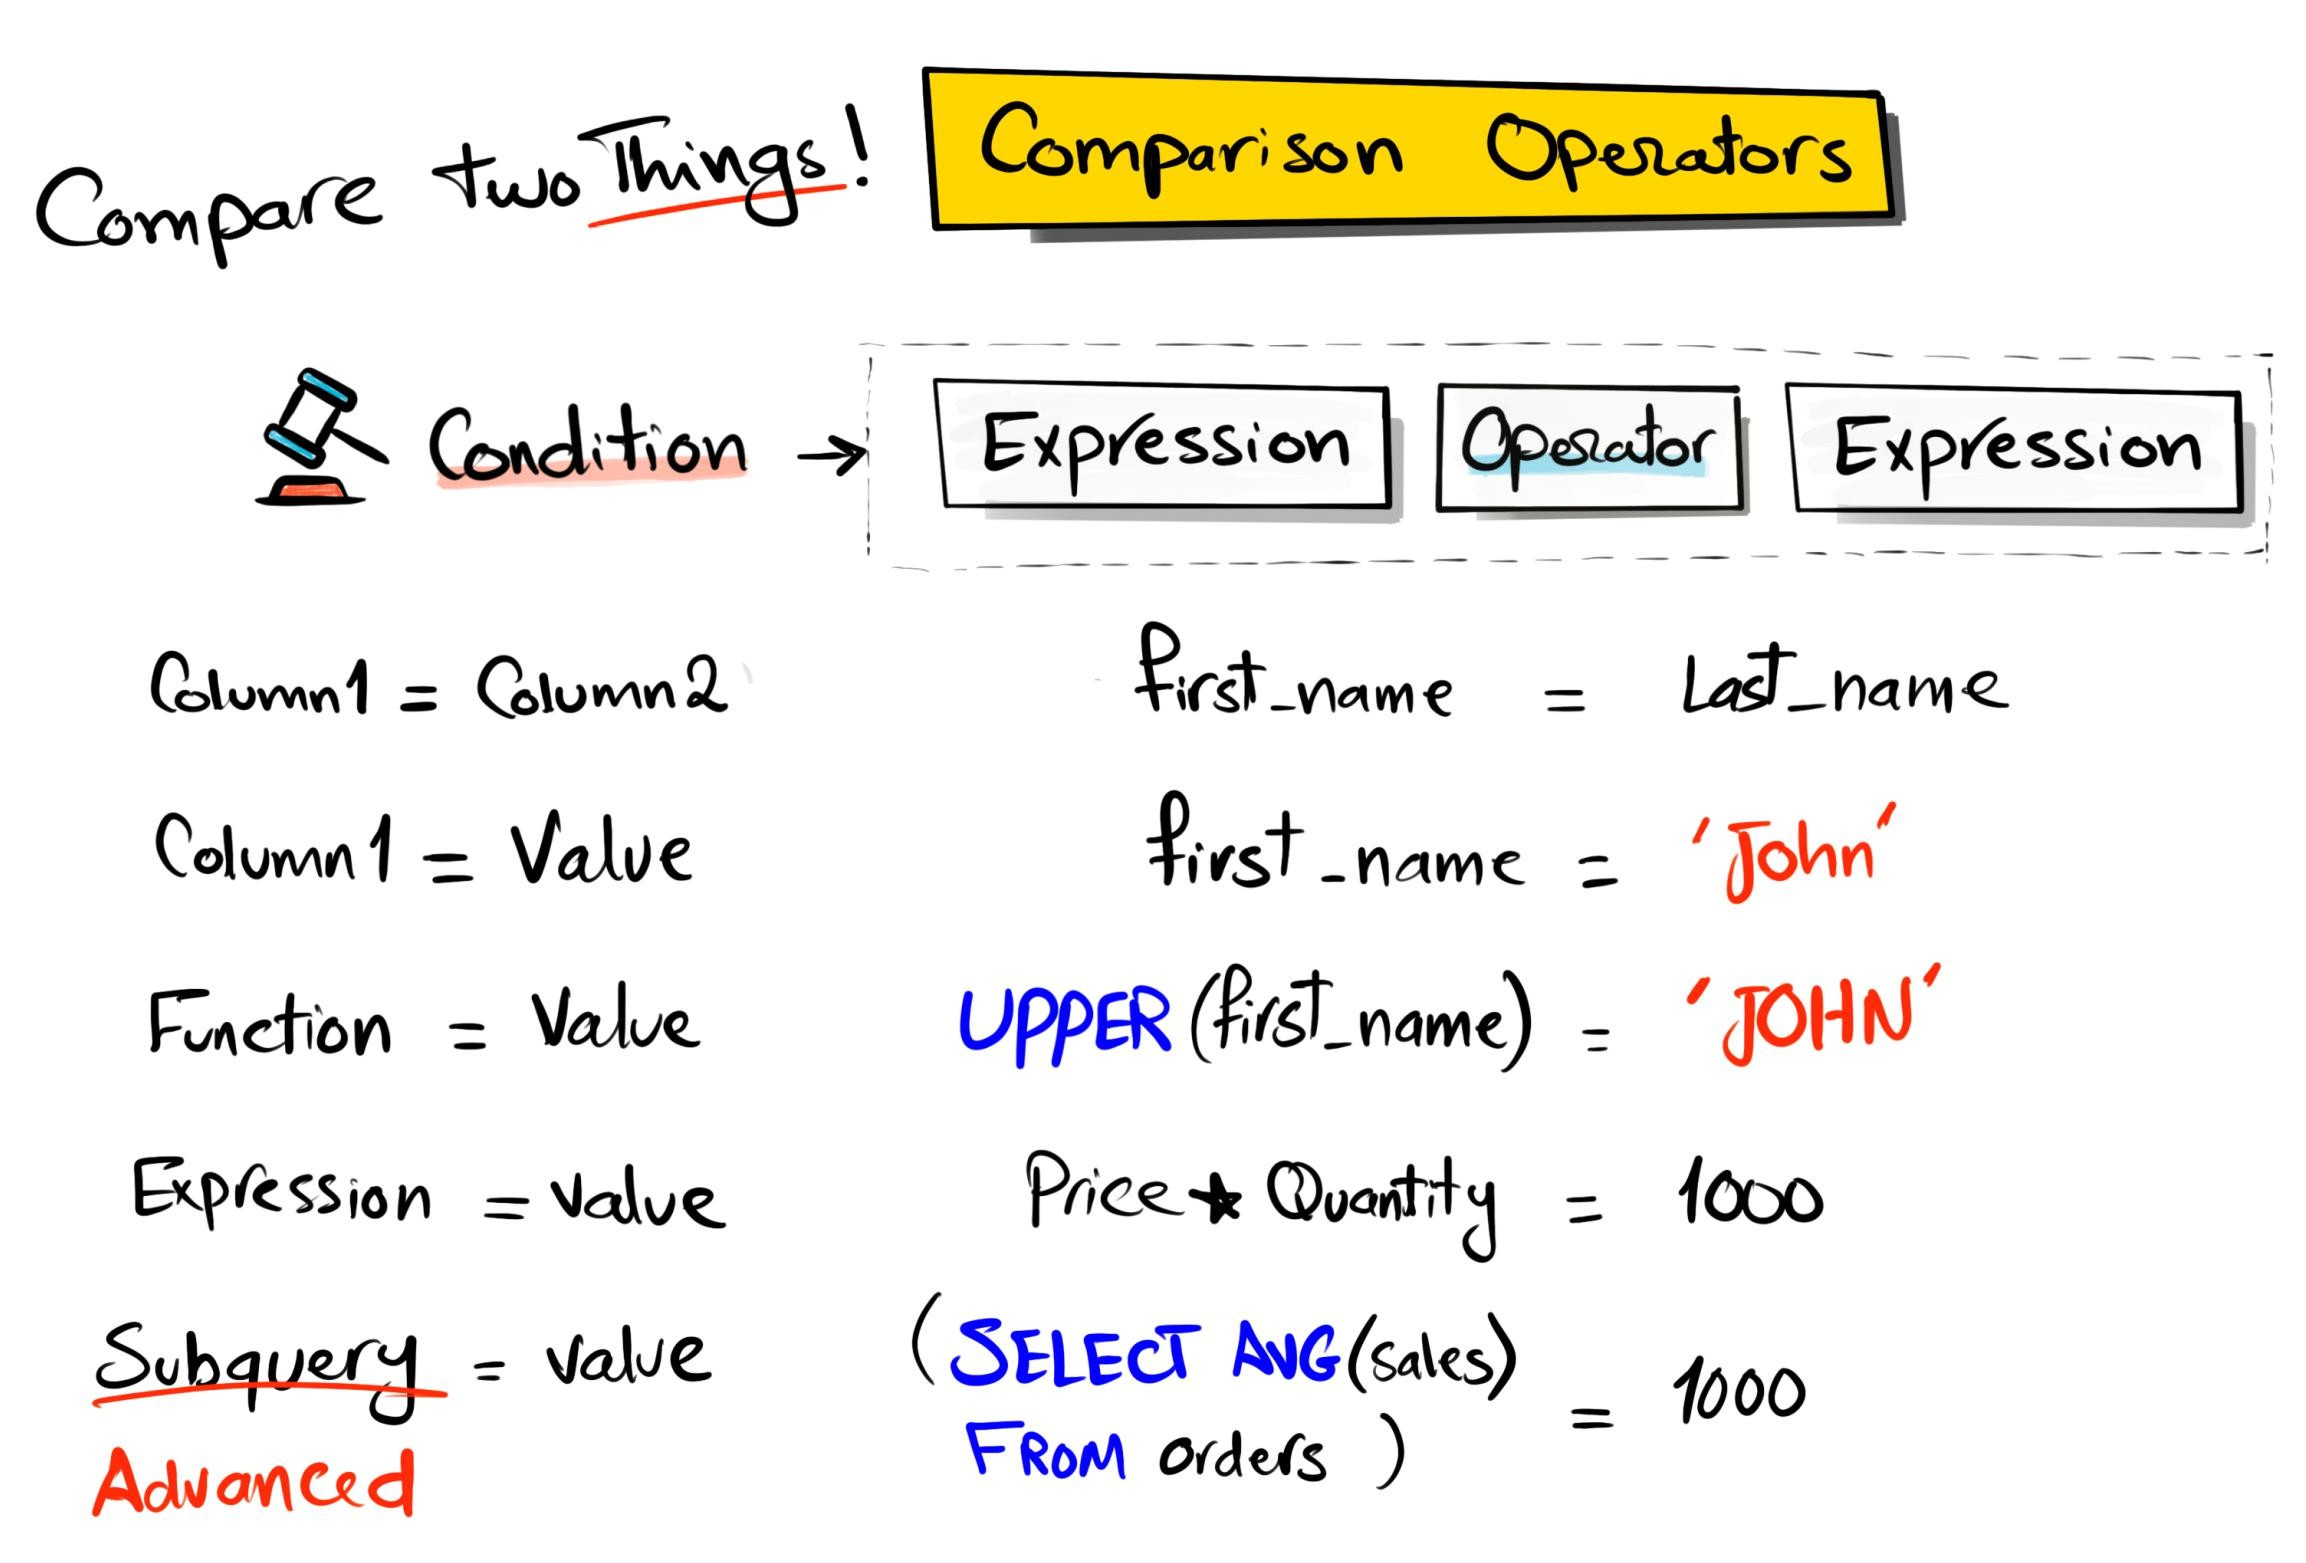 Compare two Things!
Comparison Operators
Condition → Expression Operator Expression
Column1 = Column2
first_name = Last_name
Column1 = Value
first_name = 'John'
Function = Value
UPPER(first_name) = 'JOHN'
Expression = value
Price * Quantity = 1000
Subquery = value
Advanced
(SELECT AVG(sales)
FROM orders ) = 1000